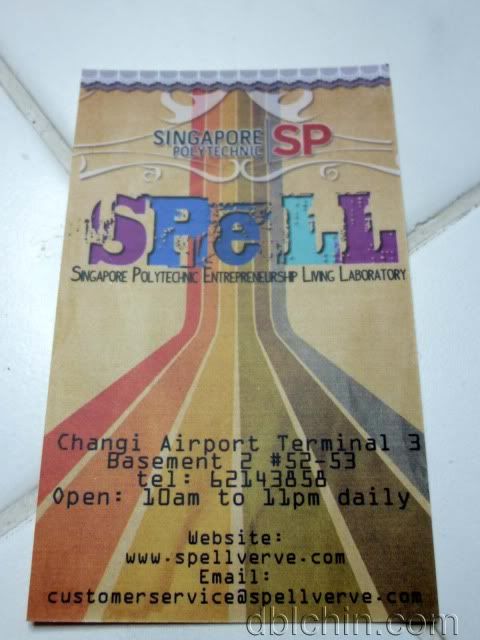 SINGAPORE
POLYTECHNIC
SP
SPeLL
SINGAPORE POLYTECHNIC ENTREPRENEURSHIP LIVING LABORATORY
Changi Airport Terminal 3
Basement 2 #52-53
tel: 62143858
Open: 10am to 11pm daily
Website:
www.spellverve.com
Email:
customerservice@spellverve.com
dblchin.com